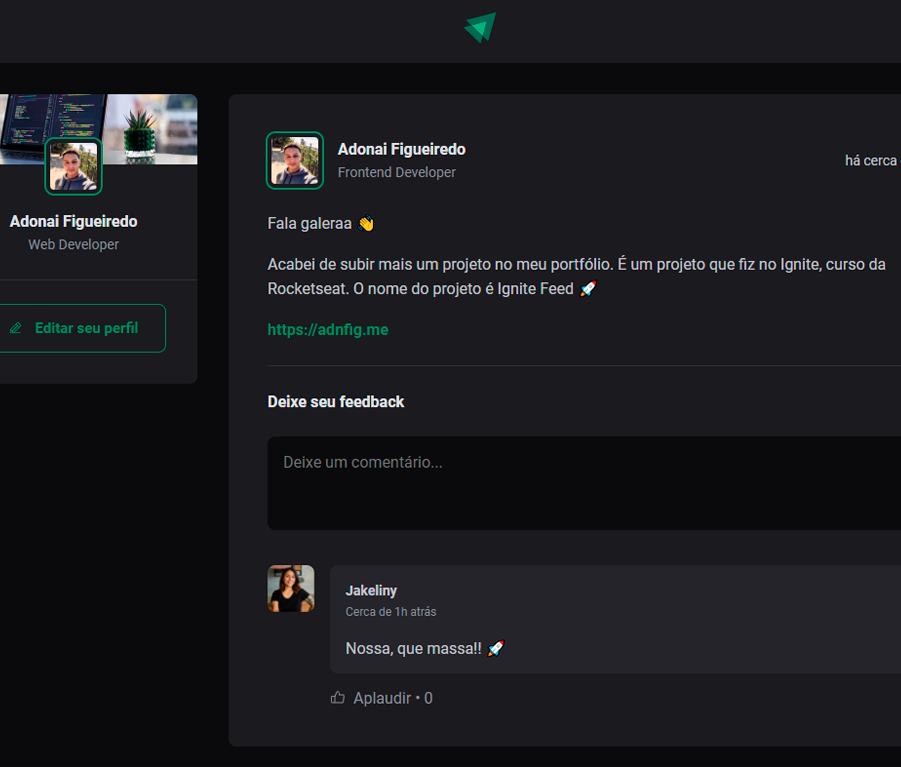 Adonai Figueiredo
Web Developer
Editar seu perfil
Adonai Figueiredo
Frontend Developer
há cerca
Fala galeraa 👋
Acabei de subir mais um projeto no meu portfólio. É um projeto que fiz no Ignite, curso da
Rocketseat. O nome do projeto é Ignite Feed 🚀
https://adnfig.me
Deixe seu feedback
Deixe um comentário...
Jakeliny
Cerca de 1h atrás
Nossa, que massa!! 🚀
Aplaudir • 0